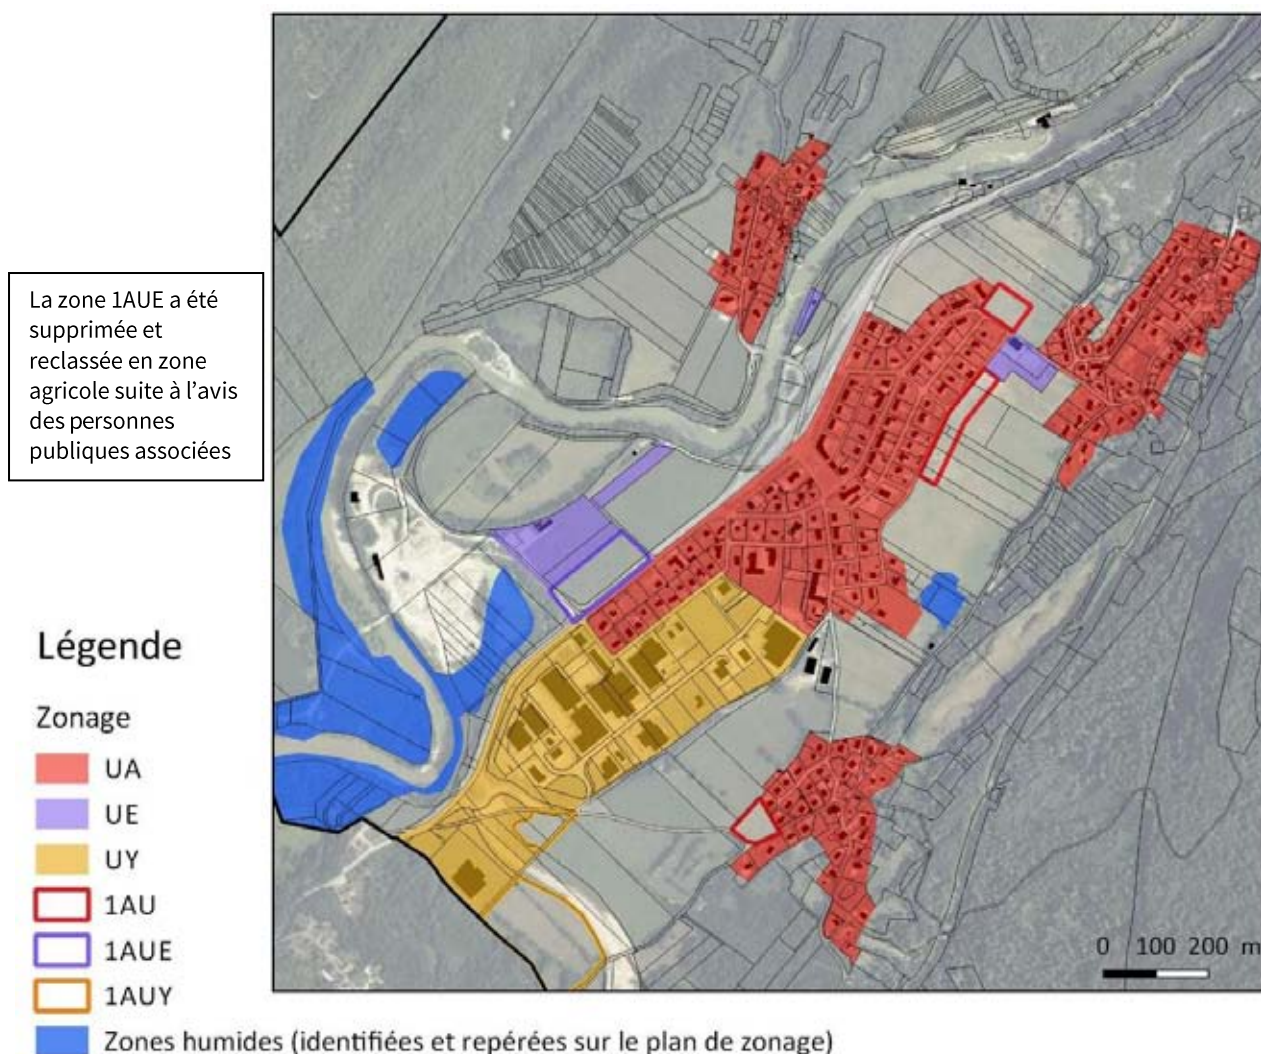 La zone 1AUE a été
supprimée et
reclassée en zone
agricole suite à l’avis
des personnes
publiques associées
Légende
Zonage
UA
UE
UY
1AU
1AUE
1AUY
Zones humides (identifiées et repérées sur le plan de zonage)
0 100 200 m